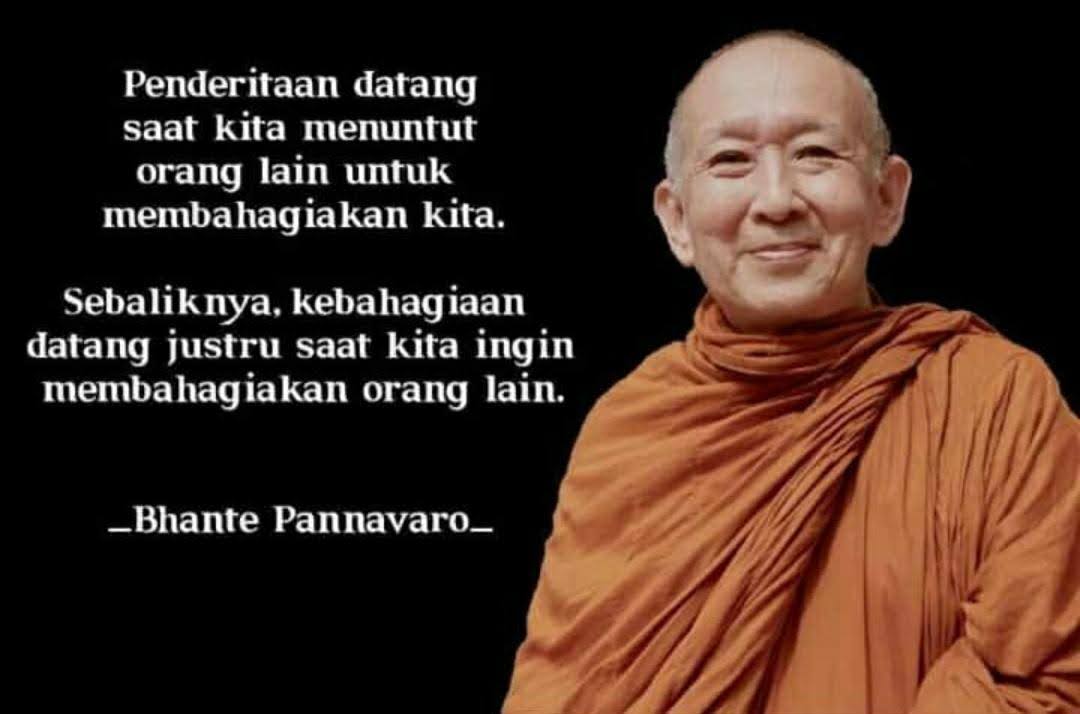 Penderitaan datang
saat kita menuntut
orang lain untuk
membahagiakan kita.
Sebaliknya, kebahagiaan
datang justru saat kita ingin
membahagiakan orang lain.
_Bhante Pannavaro_